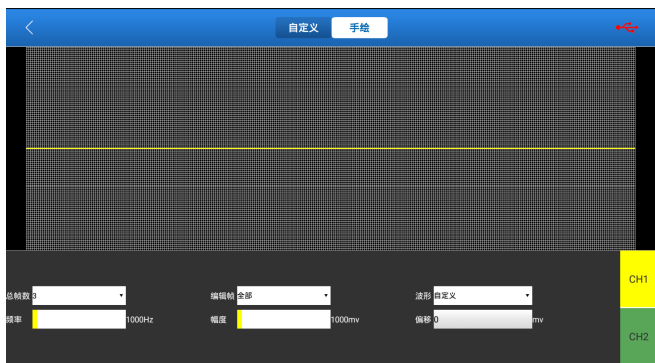 自定义 手绘
总帧数 3 编辑帧 全部 波形 自定义 CH1
频率 1000Hz 幅度 1000mv 偏移 0 mv
CH2